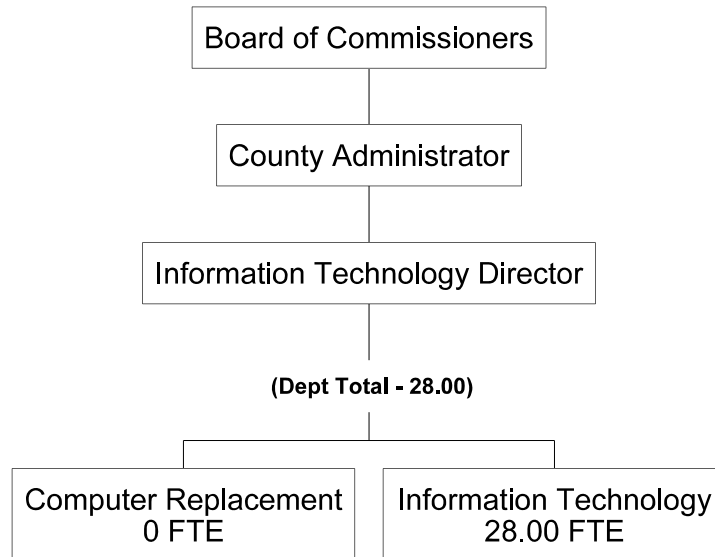 Board of Commissioners
County Administrator
Information Technology Director
(Dept Total - 28.00)
Computer Replacement
0 FTE
Information Technology
28.00 FTE